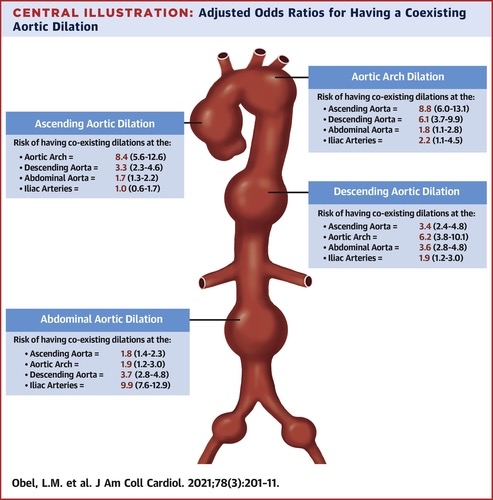 CENTRAL ILLUSTRATION: Adjusted Odds Ratios for Having a Coexisting
Aortic Dilation
Aortic Arch Dilation
Risk of having co-existing dilations at the:
• Ascending Aorta = 8.8 (6.0-13.1)
• Descending Aorta = 6.1 (3.7-9.9)
• Abdominal Aorta = 1.8 (1.1-2.8)
• Iliac Arteries = 2.2 (1.1-4.5)
Ascending Aortic Dilation
Risk of having co-existing dilations at the:
• Aortic Arch = 8.4 (5.6-12.6)
• Descending Aorta = 3.3 (2.3-4.6)
• Abdominal Aorta = 1.7 (1.3-2.2)
• Iliac Arteries = 1.0 (0.6-1.7)
Descending Aortic Dilation
Risk of having co-existing dilations at the:
• Ascending Aorta = 3.4 (2.4-4.8)
• Aortic Arch = 6.2 (3.8-10.1)
• Abdominal Aorta = 3.6 (2.8-4.8)
• Iliac Arteries = 1.9 (1.2-3.0)
Abdominal Aortic Dilation
Risk of having co-existing dilations at the:
• Ascending Aorta = 1.8 (1.4-2.3)
• Aortic Arch = 1.9 (1.2-3.0)
• Descending Aorta = 3.7 (2.8-4.8)
• Iliac Arteries = 9.9 (7.6-12.9)
Obel, L.M. et al. J Am Coll Cardiol. 2021;78(3):201-11.